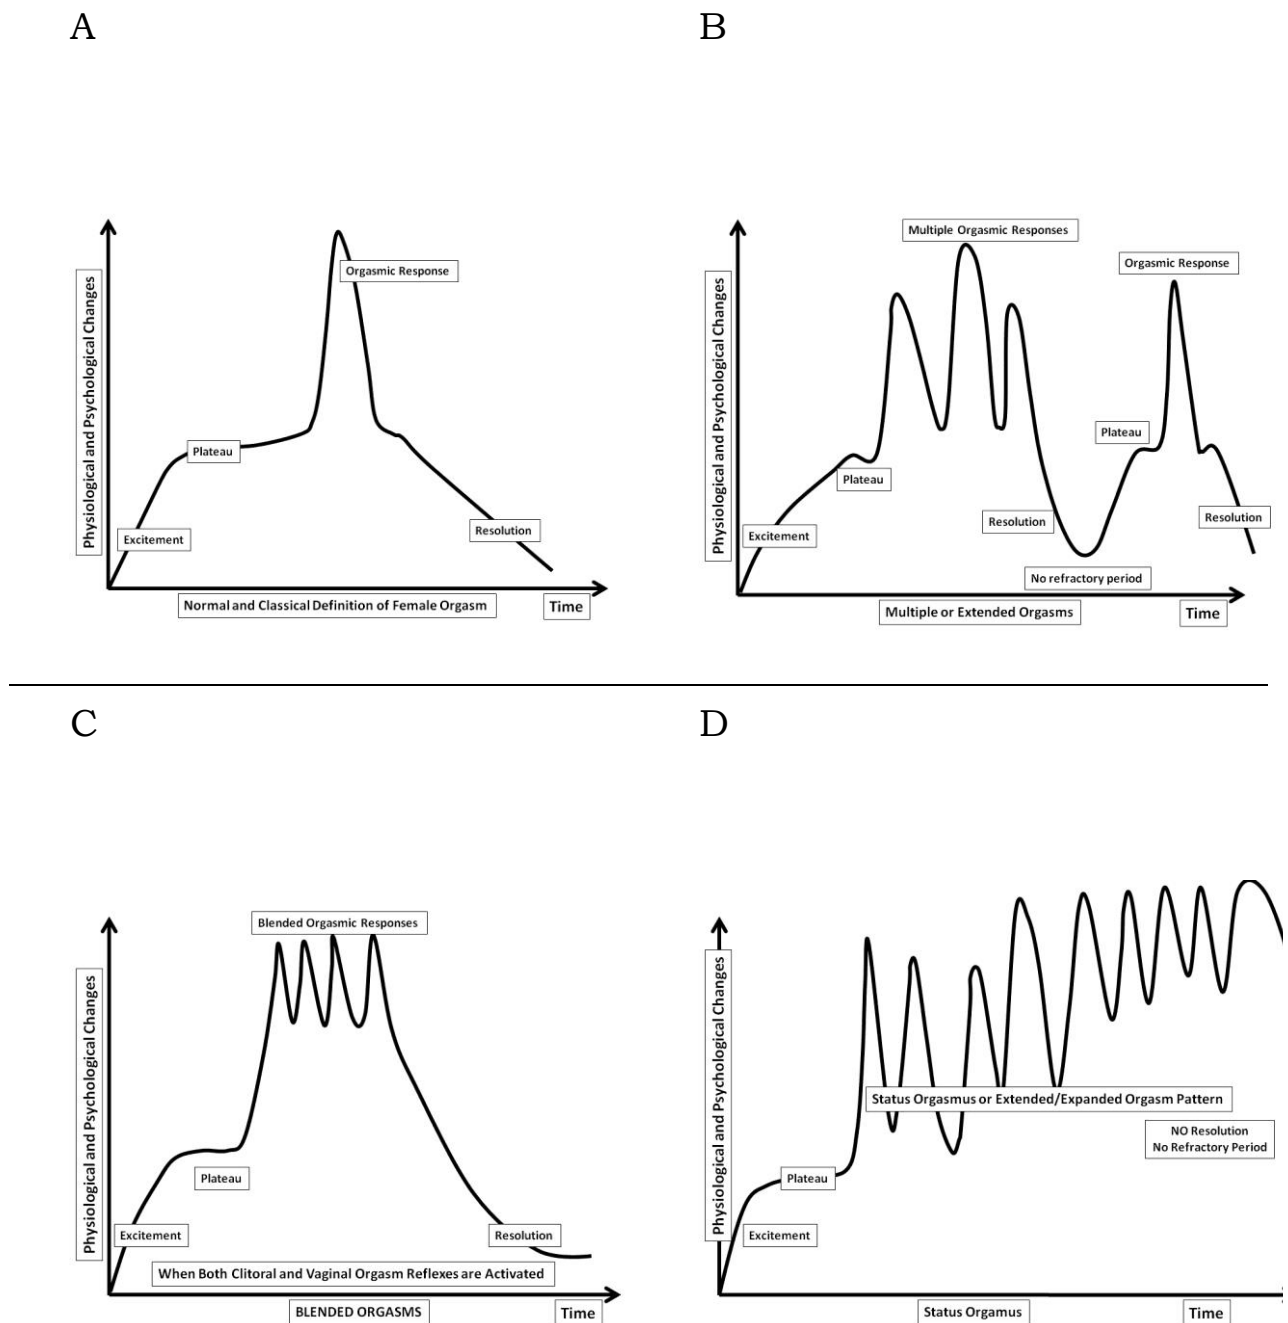 A
B
Physiological and Psychological Changes
Orgasmic Response
Plateau
Excitement
Resolution
Normal and Classical Definition of Female Orgasm
Time
Physiological and Psychological Changes
Multiple Orgasmic Responses
Orgasmic Response
Plateau
Plateau
Excitement
Resolution
Resolution
No refractory period
Multiple or Extended Orgasms
Time
C
D
Physiological and Psychological Changes
Blended Orgasmic Responses
Plateau
Excitement
Resolution
When Both Clitoral and Vaginal Orgasm Reflexes are Activated
BLENDED ORGASMS
Time
Physiological and Psychological Changes
Status Orgasmus or Extended/Expanded Orgasm Pattern
NO Resolution
No Refractory Period
Plateau
Excitement
Status Orgamus
Time